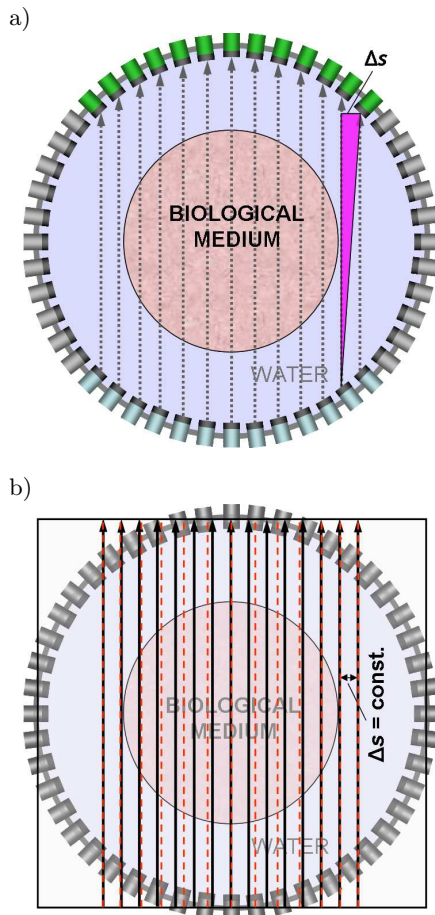 a)
Δs
BIOLOGICAL
MEDIUM
WATER
b)
BIOLOGICAL
MEDIUM
Δs = const.
WATER